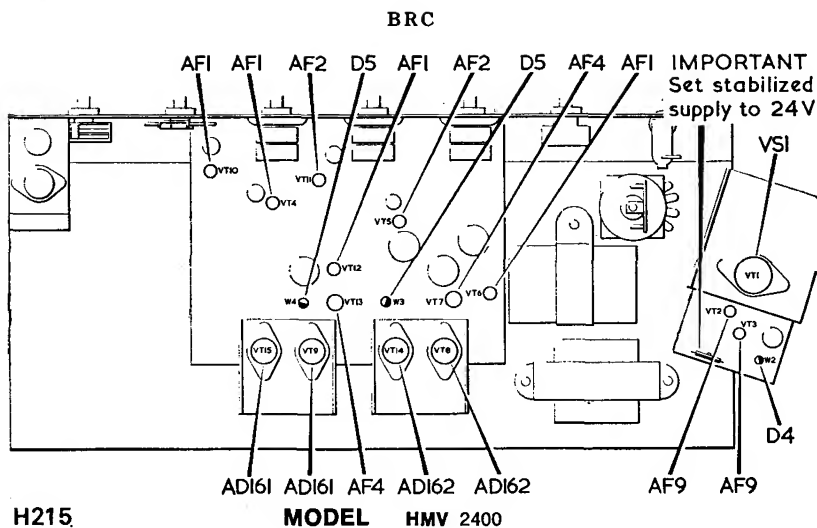 BRC
AF1 AF1 AF2 D5 AF1 AF2 D5 AF4 AF1 IMPORTANT
Set stabilized
supply to 24V
VS1
VT10
VT11
VT4
VT5
VT12
VT1
W4 VT13 W3 VT7 VT6
VT2
VT3
W2
VT15 VT9 VT14 VT8
D4
AD161 AD161 AF4 AD162 AD162 AF9 AF9
H215 MODEL HMV 2400